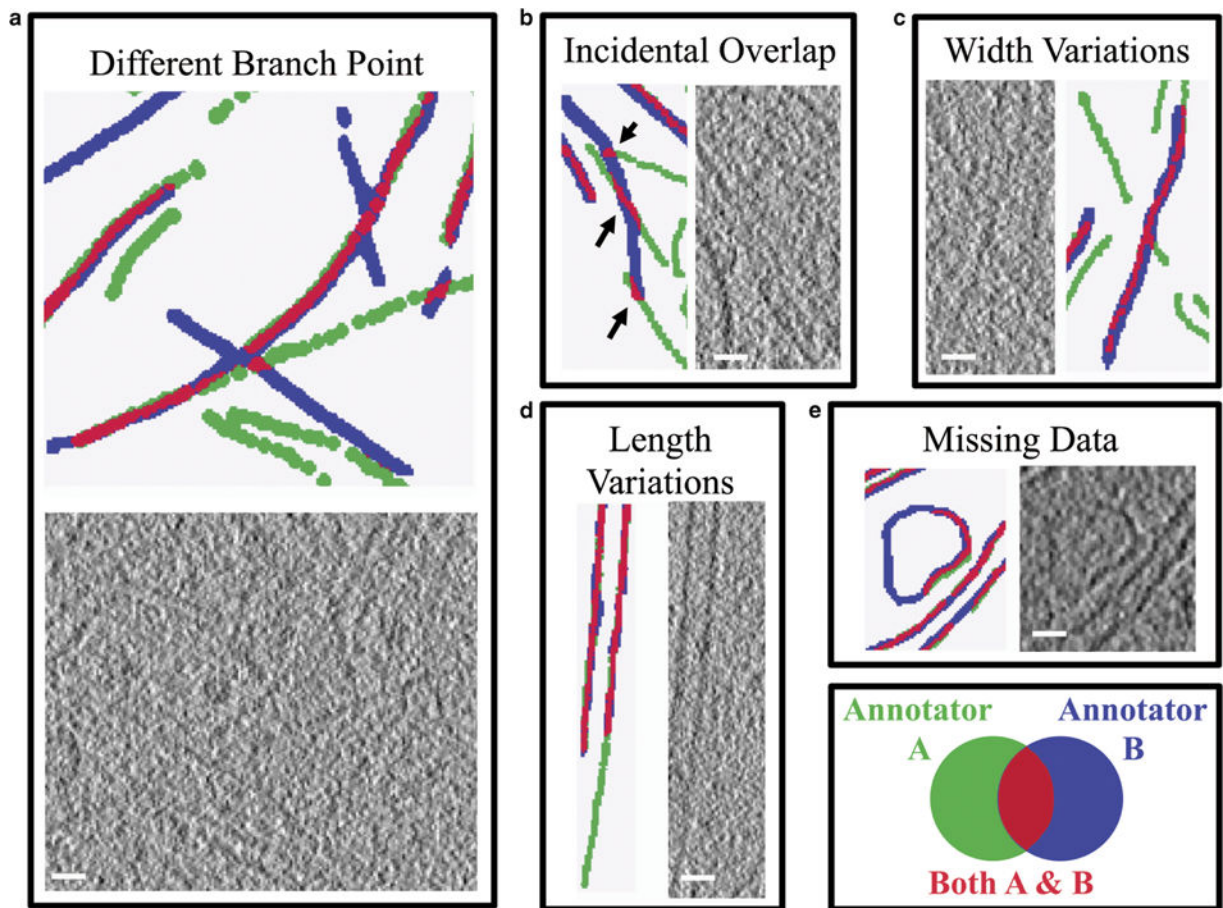 a
Different Branch Point
b
Incidental Overlap
c
Width Variations
d
Length
Variations
e
Missing Data
Annotator
A
Annotator
B
Both A & B